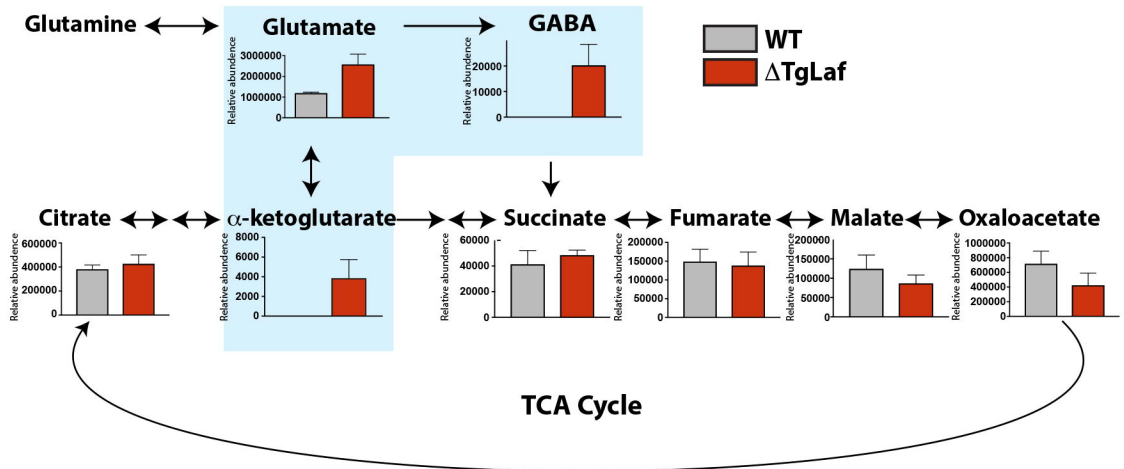 Glutamine
Glutamate
GABA
WT
ΔTgLaf
Relative abundence
3000000
2000000
1000000
0
Relative abundence
20000
10000
0
Citrate
α-ketoglutarate
Succinate
Fumarate
Malate
Oxaloacetate
Relative abundence
600000
400000
200000
0
Relative abundence
8000
6000
4000
2000
0
Relative abundence
60000
40000
20000
0
Relative abundence
200000
150000
100000
50000
0
Relative abundence
200000
150000
100000
50000
0
Relative abundence
1000000
800000
600000
400000
200000
0
TCA Cycle